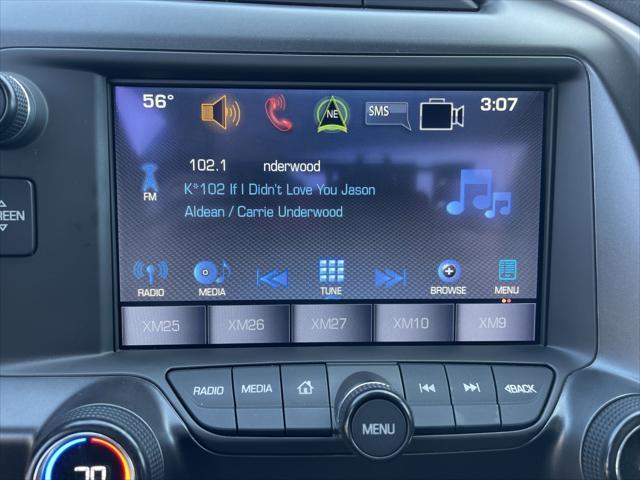 56°
NE
SMS
3:07
102.1 nderwood
FM
K*102 If I Didn't Love You Jason
Aldean / Carrie Underwood
RADIO MEDIA TUNE BROWSE MENU
XM25 XM26 XM27 XM10 XM9
RADIO MEDIA BACK
MENU